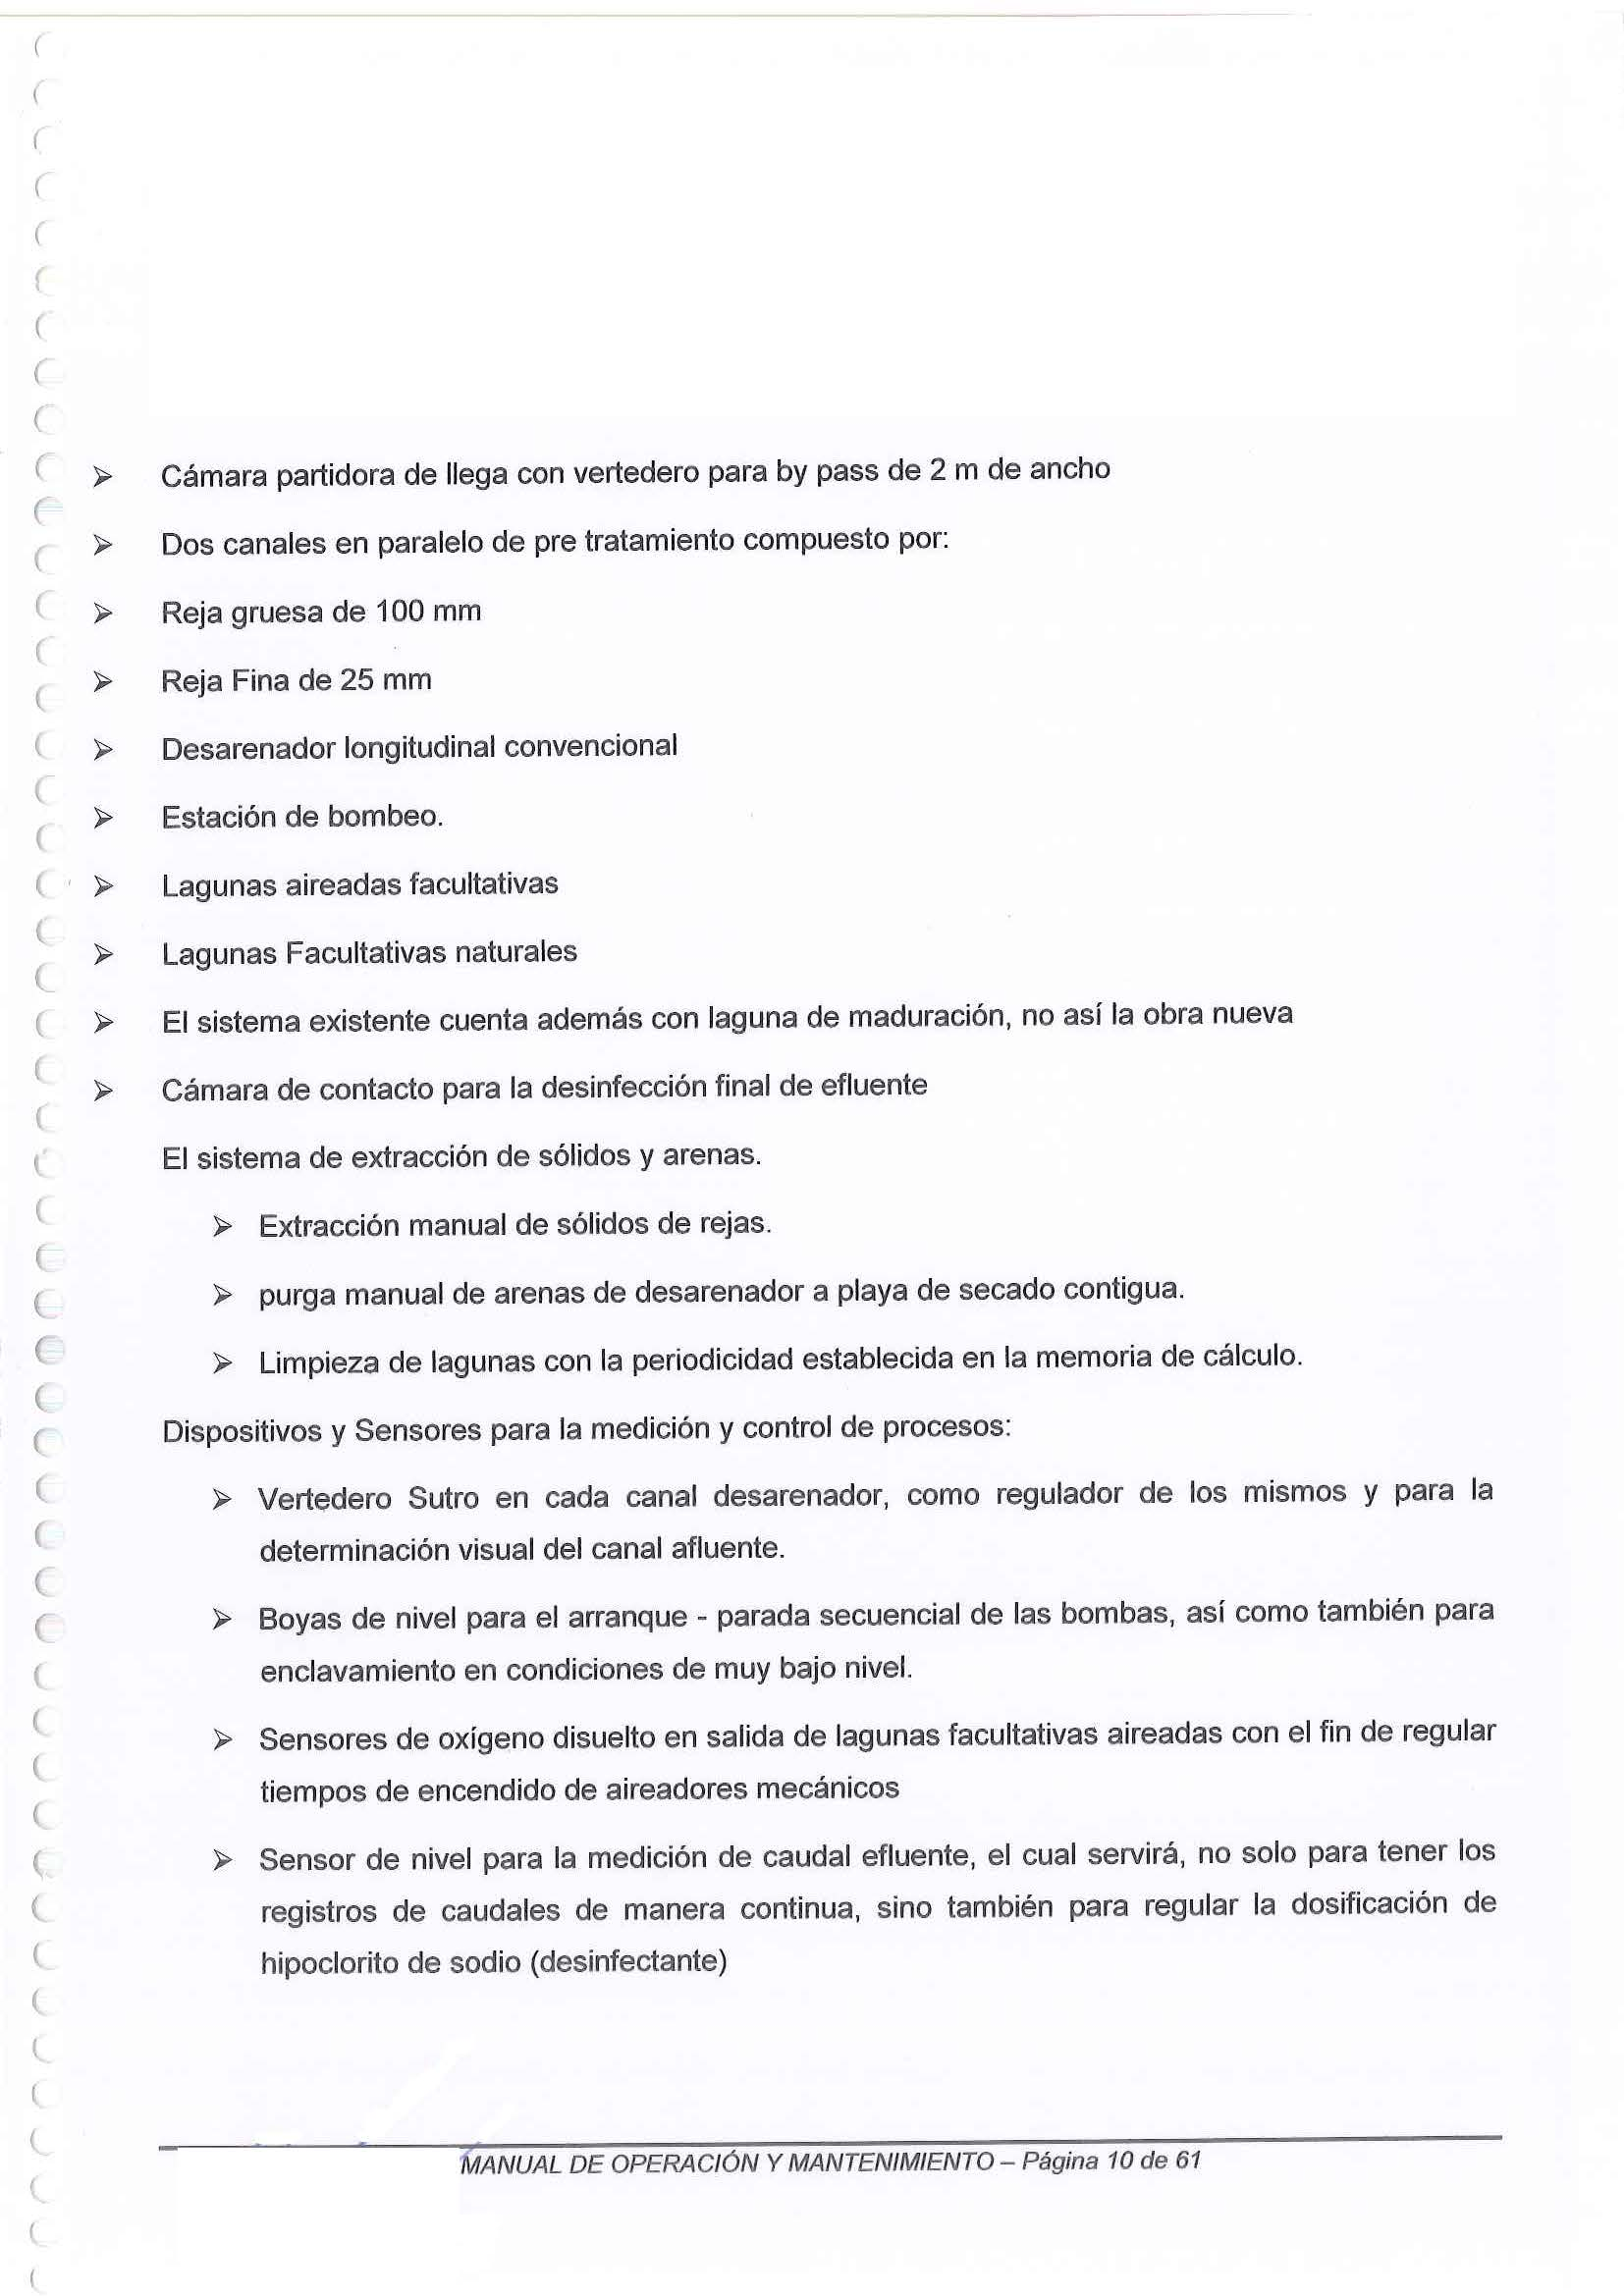 ➢ Cámara partidora de llega con vertedero para by pass de 2 m de ancho
➢ Dos canales en paralelo de pre tratamiento compuesto por:
➢ Reja gruesa de 100 mm
➢ Reja Fina de 25 mm
➢ Desarenador longitudinal convencional
➢ Estación de bombeo.
➢ Lagunas aireadas facultativas
➢ Lagunas Facultativas naturales
➢ El sistema existente cuenta además con laguna de maduración, no así la obra nueva
➢ Cámara de contacto para la desinfección final de efluente
El sistema de extracción de sólidos y arenas.
➢ Extracción manual de sólidos de rejas.
➢ purga manual de arenas de desarenador a playa de secado contigua.
➢ Limpieza de lagunas con la periodicidad establecida en la memoria de cálculo.
Dispositivos y Sensores para la medición y control de procesos:
➢ Vertedero Sutro en cada canal desarenador, como regulador de los mismos y para la
determinación visual del canal afluente.
➢ Boyas de nivel para el arranque - parada secuencial de las bombas, así como también para
enclavamiento en condiciones de muy bajo nivel.
➢ Sensores de oxígeno disuelto en salida de lagunas facultativas aireadas con el fin de regular
tiempos de encendido de aireadores mecánicos
➢ Sensor de nivel para la medición de caudal efluente, el cual servirá, no solo para tener los
registros de caudales de manera continua, sino también para regular la dosificación de
hipoclorito de sodio (desinfectante)
MANUAL DE OPERACIÓN Y MANTENIMIENTO – Página 10 de 61